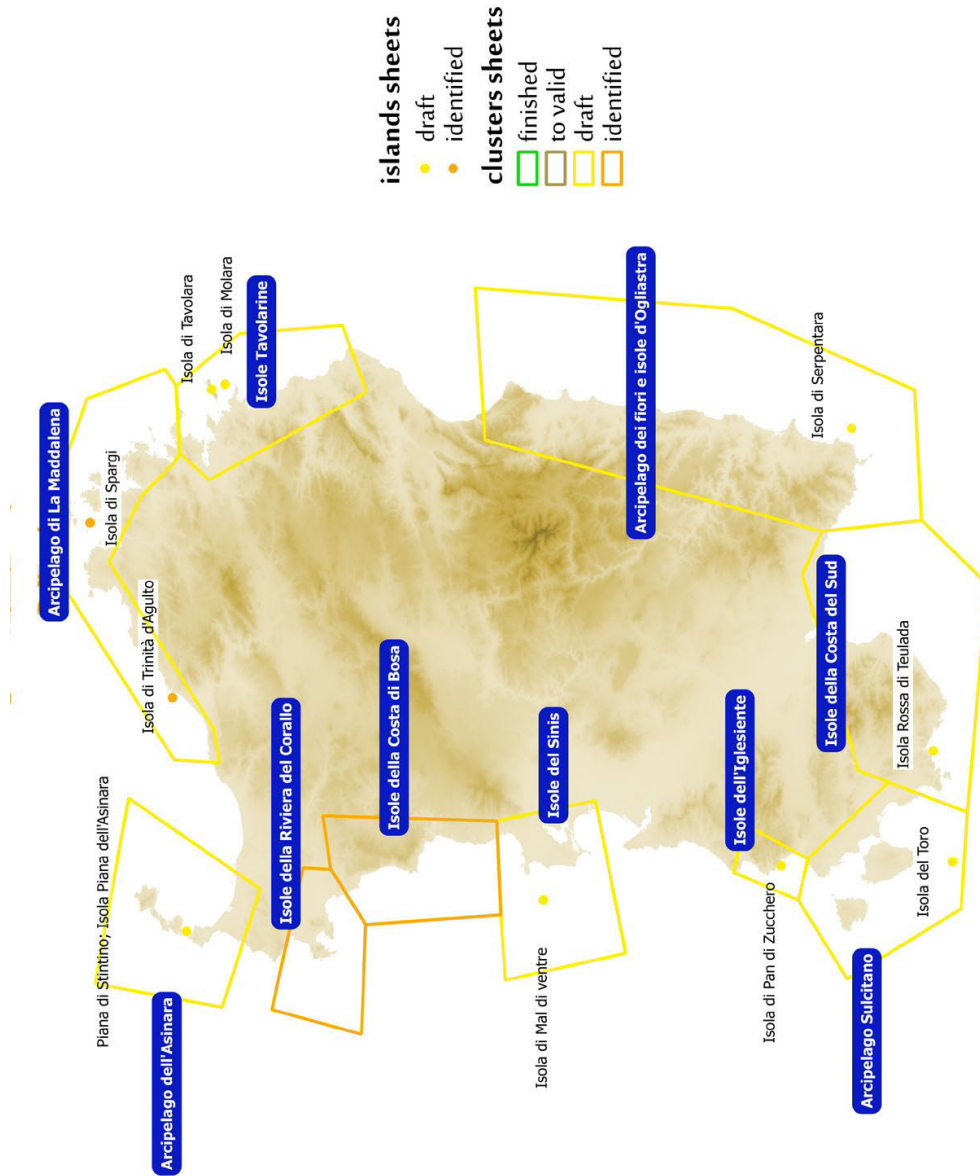 islands sheets
draft
identified
clusters sheets
finished
to valid
draft
identified
Arcipelago di La Maddalena
Isola di Spargi
Isola di Tavolara
Isola di Molara
Isole Tavolarine
Isola di Trinità d'Agulto
Piana di Stintino; Isola Piana dell'Asinara
Arcipelago dell'Asinara
Isole della Riviera del Corallo
Isole della Costa di Bosa
Isole del Sinis
Isola di Mal di ventre
Arcipelago dei fiori e isole d'Ogliastra
Isola di Serpentara
Isole dell'Iglesiente
Isola di Pan di Zucchero
Isole della Costa del Sud
Isola Rossa di Teulada
Isola del Toro
Arcipelago Sulcitano